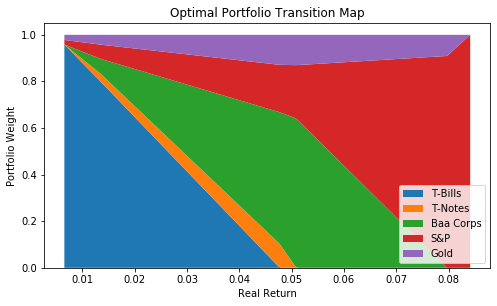 Optimal Portfolio Transition Map
Portfolio Weight
1.0
0.8
0.6
0.4
0.2
0.0
0.01
0.02
0.03
0.04
0.05
0.06
0.07
0.08
Real Return
T-Bills
T-Notes
Baa Corps
S&P
Gold